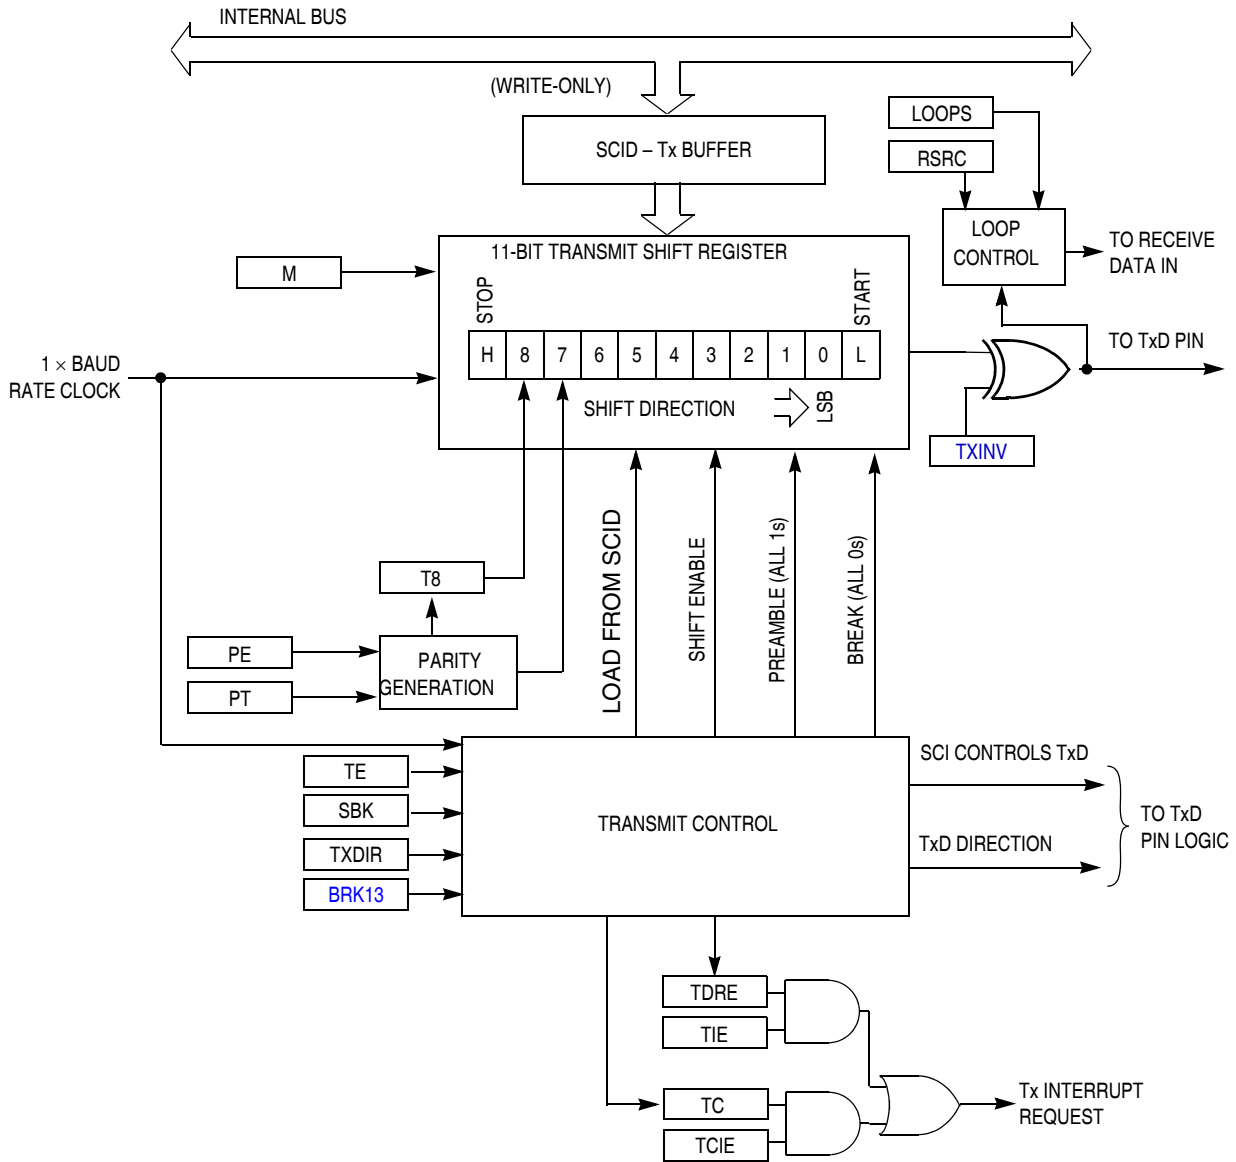 INTERNAL BUS
(WRITE-ONLY)
SCID – Tx BUFFER
LOOPS
RSRC
LOOP
CONTROL
TO RECEIVE
DATA IN
11-BIT TRANSMIT SHIFT REGISTER
M
STOP
START
H 8 7 6 5 4 3 2 1 0 L
1 × BAUD
RATE CLOCK
SHIFT DIRECTION
LSB
TO TxD PIN
TXINV
LOAD FROM SCID
SHIFT ENABLE
PREAMBLE (ALL 1s)
BREAK (ALL 0s)
T8
PE
PT
PARITY
GENERATION
TE
SBK
TXDIR
BRK13
TRANSMIT CONTROL
SCI CONTROLS TxD
TxD DIRECTION
TO TxD
PIN LOGIC
TDRE
TIE
TC
TCIE
Tx INTERRUPT
REQUEST